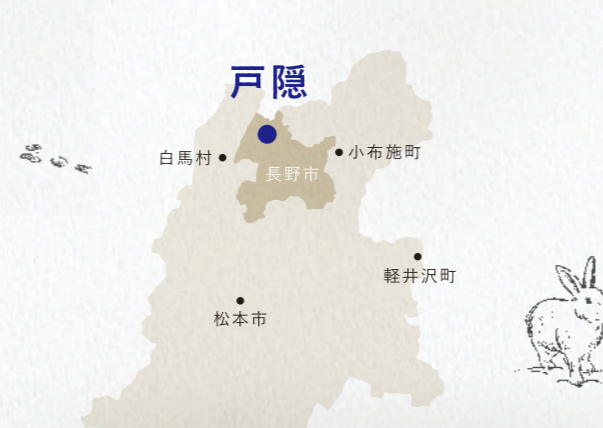 戸隠
白馬村
小布施町
長野市
軽井沢町
松本市